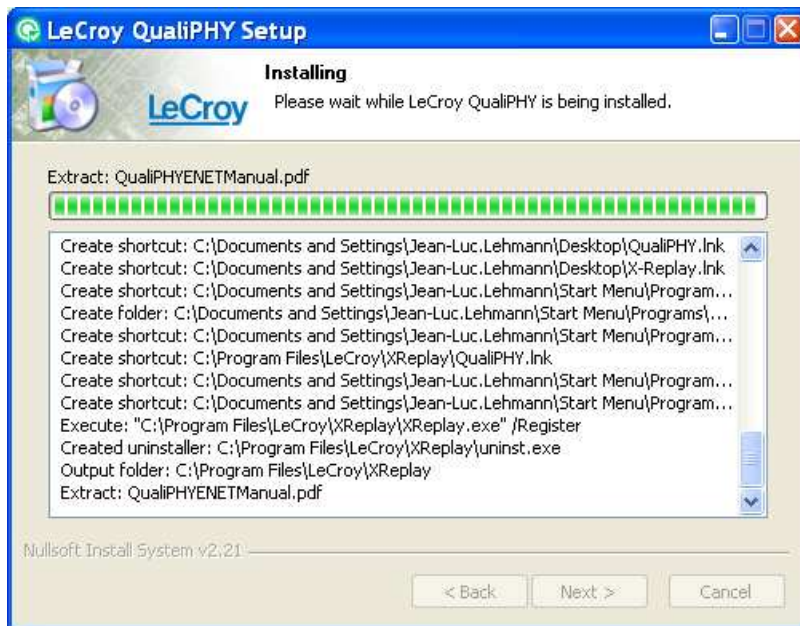 LeCroy QualiPHY Setup
Installing
LeCroy
Please wait while LeCroy QualiPHY is being installed.
Extract: QualiPHYENETManual.pdf
Create shortcut: C:\Documents and Settings\Jean-Luc.Lehmann\Desktop\QualiPHY.lnk
Create shortcut: C:\Documents and Settings\Jean-Luc.Lehmann\Desktop\X-Replay.lnk
Create shortcut: C:\Documents and Settings\Jean-Luc.Lehmann\Start Menu\Program...
Create folder: C:\Documents and Settings\Jean-Luc.Lehmann\Start Menu\Programs\...
Create shortcut: C:\Documents and Settings\Jean-Luc.Lehmann\Start Menu\Program...
Create shortcut: C:\Program Files\LeCroy\XReplay\QualiPHY.lnk
Create shortcut: C:\Documents and Settings\Jean-Luc.Lehmann\Start Menu\Program...
Create shortcut: C:\Documents and Settings\Jean-Luc.Lehmann\Start Menu\Program...
Execute: "C:\Program Files\LeCroy\XReplay\XReplay.exe" /Register
Created uninstaller: C:\Program Files\LeCroy\XReplay\uninst.exe
Output folder: C:\Program Files\LeCroy\XReplay
Extract: QualiPHYENETManual.pdf
Nullsoft Install System v2.21
< Back Next > Cancel